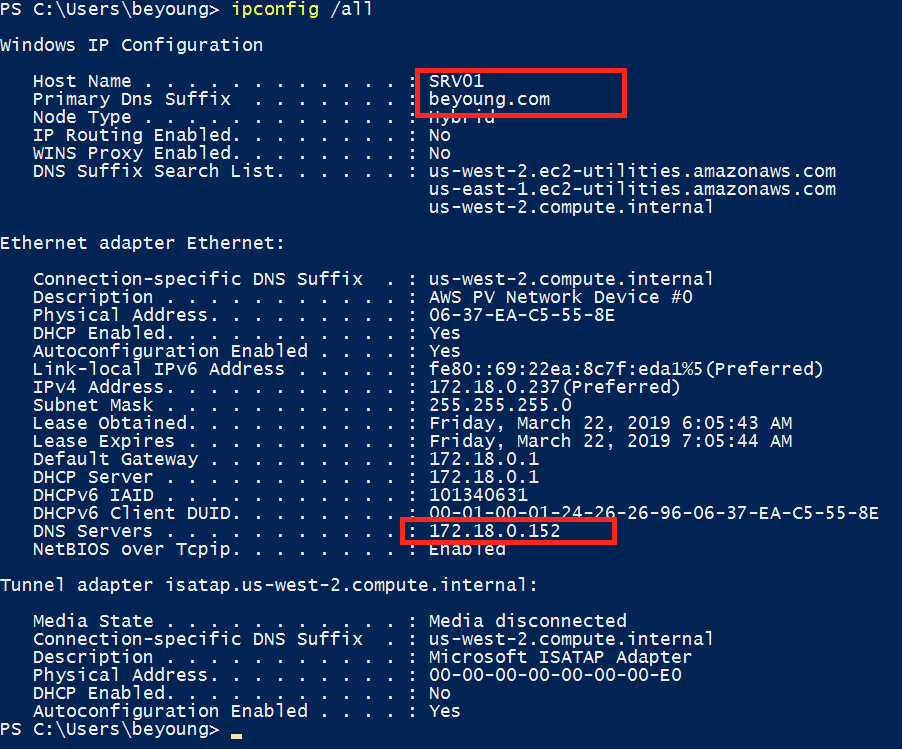 PS C:\Users\beyoung> ipconfig /all
Windows IP Configuration
Host Name . . . . . . . . . . . . : SRV01
Primary Dns Suffix . . . . . . . : beyoung.com
Node Type . . . . . . . . . . . . : Hybrid
IP Routing Enabled. . . . . . . . : No
WINS Proxy Enabled. . . . . . . . : No
DNS Suffix Search List. . . . . . : us-west-2.ec2-utilities.amazonaws.com
us-east-1.ec2-utilities.amazonaws.com
us-west-2.compute.internal
Ethernet adapter Ethernet:
Connection-specific DNS Suffix . : us-west-2.compute.internal
Description . . . . . . . . . . . : AWS PV Network Device #0
Physical Address. . . . . . . . . : 06-37-EA-C5-55-8E
DHCP Enabled. . . . . . . . . . . : Yes
Autoconfiguration Enabled . . . . : Yes
Link-local IPv6 Address . . . . . : fe80::69:22ea:8c7f:eda1%5(Preferred)
IPv4 Address. . . . . . . . . . . : 172.18.0.237(Preferred)
Subnet Mask . . . . . . . . . . . : 255.255.255.0
Lease Obtained. . . . . . . . . . : Friday, March 22, 2019 6:05:43 AM
Lease Expires . . . . . . . . . . : Friday, March 22, 2019 7:05:44 AM
Default Gateway . . . . . . . . . : 172.18.0.1
DHCP Server . . . . . . . . . . . : 172.18.0.1
DHCPv6 IAID . . . . . . . . . . . : 101340631
DHCPv6 Client DUID. . . . . . . . : 00-01-00-01-24-26-26-96-06-37-EA-C5-55-8E
DNS Servers . . . . . . . . . . . : 172.18.0.152
NetBIOS over Tcpip. . . . . . . . : Enabled
Tunnel adapter isatap.us-west-2.compute.internal:
Media State . . . . . . . . . . . : Media disconnected
Connection-specific DNS Suffix . : us-west-2.compute.internal
Description . . . . . . . . . . . : Microsoft ISATAP Adapter
Physical Address. . . . . . . . . : 00-00-00-00-00-00-00-E0
DHCP Enabled. . . . . . . . . . . : No
Autoconfiguration Enabled . . . . : Yes
PS C:\Users\beyoung> _